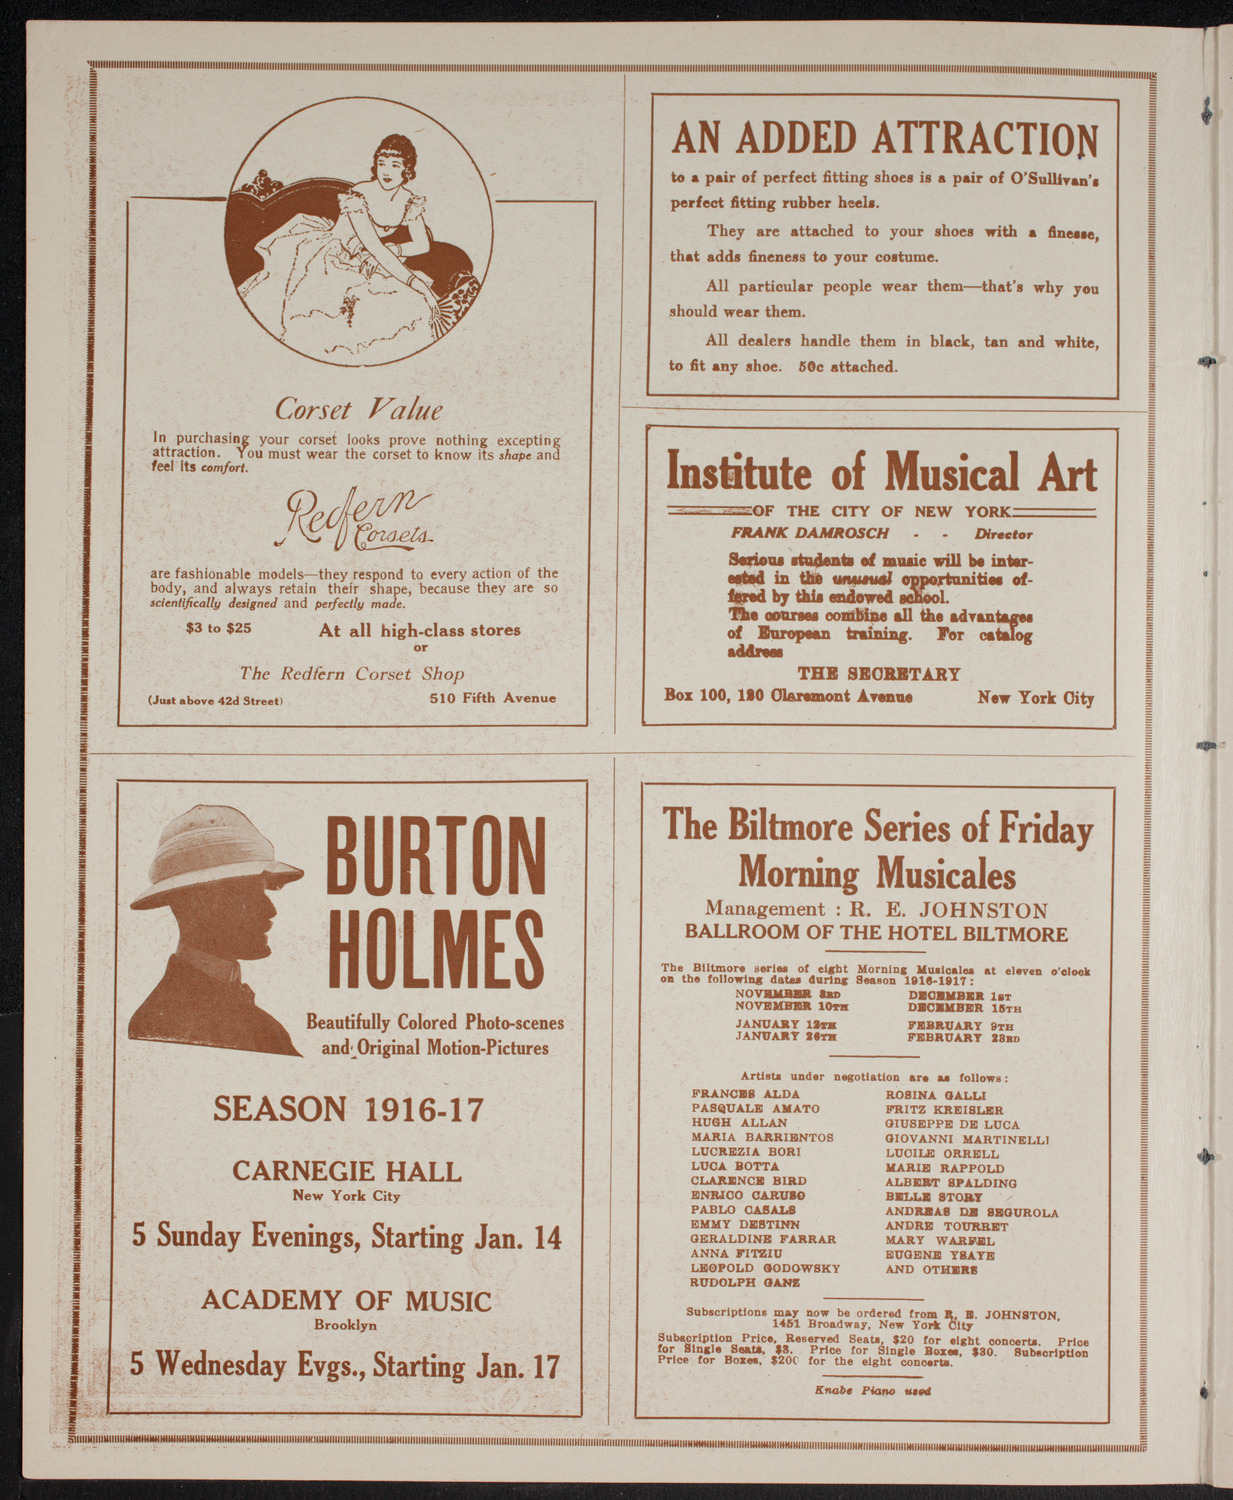 Corset Value
In purchasing your corset looks prove nothing excepting
attraction. You must wear the corset to know its shape and
feel its comfort.
Redfern
Corsets
are fashionable models—they respond to every action of the
body, and always retain their shape, because they are so
scientifically designed and perfectly made.
$3 to $25 At all high-class stores
or
The Redfern Corset Shop
(Just above 42d Street) 510 Fifth Avenue
AN ADDED ATTRACTION
to a pair of perfect fitting shoes is a pair of O'Sullivan's
perfect fitting rubber heels.
They are attached to your shoes with a finesse,
that adds fineness to your costume.
All particular people wear them—that's why you
should wear them.
All dealers handle them in black, tan and white,
to fit any shoe. 50c attached.
Institute of Musical Art
OF THE CITY OF NEW YORK
FRANK DAMROSCH - - Director
Serious students of music will be inter-
ested in the unusual opportunities of-
fered by this endowed school.
The courses combine all the advantages
of European training. For catalog
address
THE SECRETARY
Box 100, 120 Claremont Avenue New York City
BURTON
HOLMES
Beautifully Colored Photo-scenes
and Original Motion-Pictures
SEASON 1916-17
CARNEGIE HALL
New York City
5 Sunday Evenings, Starting Jan. 14
ACADEMY OF MUSIC
Brooklyn
5 Wednesday Evgs., Starting Jan. 17
The Biltmore Series of Friday
Morning Musicales
Management : R. E. JOHNSTON
BALLROOM OF THE HOTEL BILTMORE
The Biltmore series of eight Morning Musicales at eleven o'clock
on the following dates during Season 1916-1917:
NOVEMBER 3RD DECEMBER 1ST
NOVEMBER 10TH DECEMBER 15TH
JANUARY 12TH FEBRUARY 9TH
JANUARY 26TH FEBRUARY 23RD
Artists under negotiation are as follows:
FRANCES ALDA
PASQUALE AMATO
HUGH ALLAN
MARIA BARRIENTOS
LUCREZIA BORI
LUCA BOTTA
CLARENCE BIRD
ENRICO CARUSO
PABLO CASALS
EMMY DESTINN
GERALDINE FARRAR
ANNA FITZIU
LEOPOLD GODOWSKY
RUDOLPH GANZ
ROSINA GALLI
FRITZ KREISLER
GIUSEPPE DE LUCA
GIOVANNI MARTINELLI
LUCILE ORRELL
MARIE RAPPOLD
ALBERT SPALDING
BELLE STORY
ANDREAS DE SEGUROLA
ANDRE TOURRET
MARY WARFEL
EUGENE YSAYE
AND OTHERS
Subscriptions may now be ordered from R. E. JOHNSTON,
1451 Broadway, New York City
Subscription Price, Reserved Seats, $20 for eight concerts. Price
for Single Seats, $3. Price for Single Boxes, $30. Subscription
Price for Boxes, $200 for the eight concerts.
Knabe Piano used